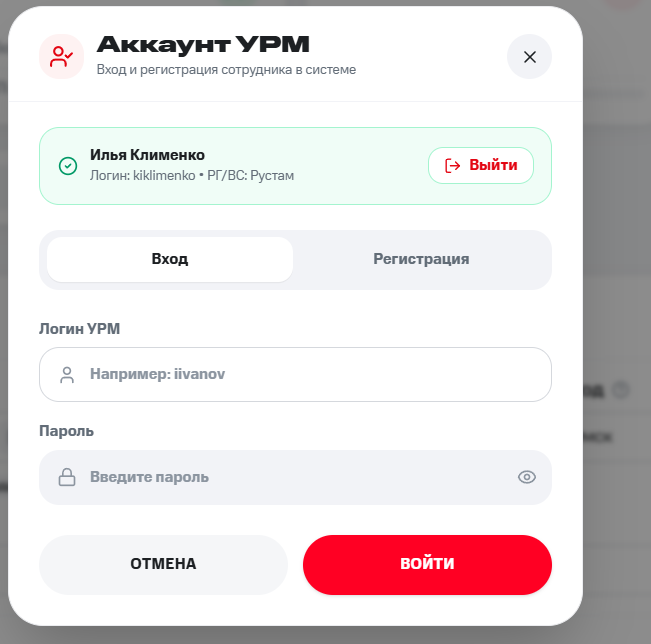 Аккаунт УРМ
Вход и регистрация сотрудника в системе
Илья Клименко
Логин: kiklimenko • РГ/ВС: Рустам
Выйти
Вход
Регистрация
Логин УРМ
Например: iivanov
Пароль
Введите пароль
ОТМЕНА
ВОЙТИ